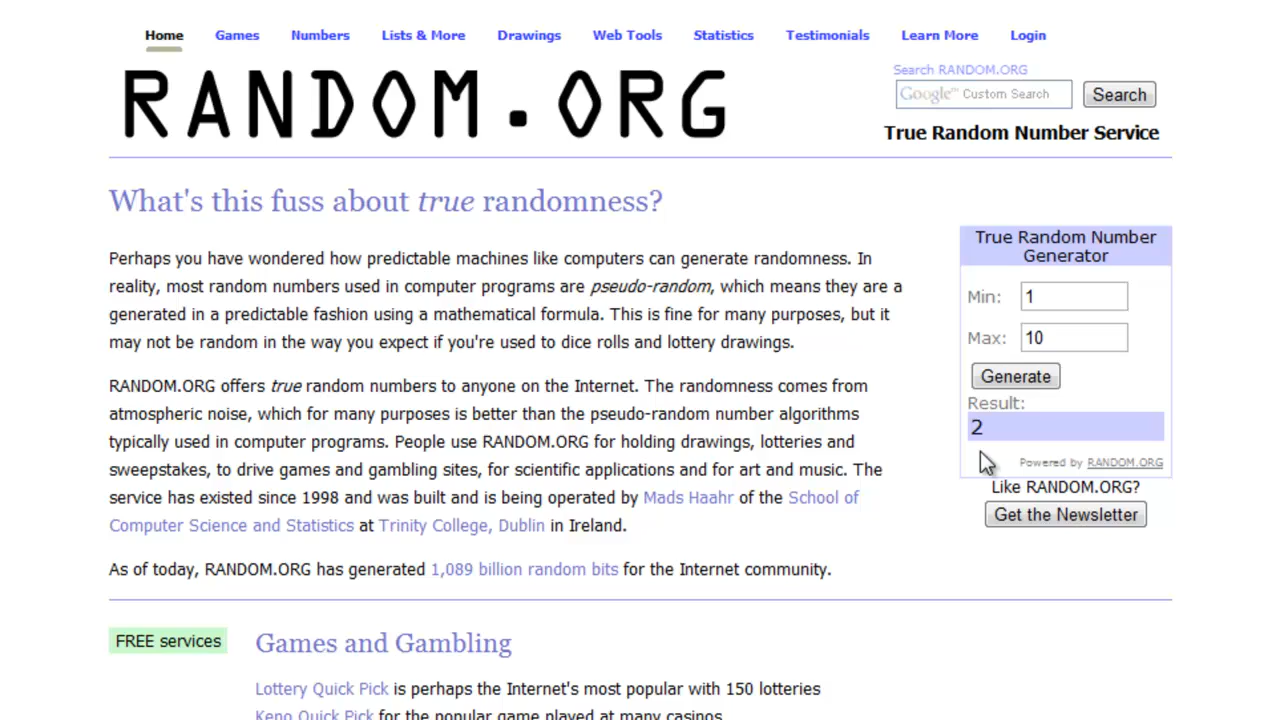 Home Games Numbers Lists & More Drawings Web Tools Statistics Testimonials Learn More Login
RANDOM.ORG
Search RANDOM.ORG
Google™ Custom Search Search
True Random Number Service
What's this fuss about true randomness?
Perhaps you have wondered how predictable machines like computers can generate randomness. In
reality, most random numbers used in computer programs are pseudo-random, which means they are a
generated in a predictable fashion using a mathematical formula. This is fine for many purposes, but it
may not be random in the way you expect if you're used to dice rolls and lottery drawings.
RANDOM.ORG offers true random numbers to anyone on the Internet. The randomness comes from
atmospheric noise, which for many purposes is better than the pseudo-random number algorithms
typically used in computer programs. People use RANDOM.ORG for holding drawings, lotteries and
sweepstakes, to drive games and gambling sites, for scientific applications and for art and music. The
service has existed since 1998 and was built and is being operated by Mads Haahr of the School of
Computer Science and Statistics at Trinity College, Dublin in Ireland.
As of today, RANDOM.ORG has generated 1,089 billion random bits for the Internet community.
True Random Number
Generator
Min: 1
Max: 10
Generate
Result:
2
Powered by RANDOM.ORG
Like RANDOM.ORG?
Get the Newsletter
FREE services
Games and Gambling
Lottery Quick Pick is perhaps the Internet's most popular with 150 lotteries
Keno Quick Pick for the popular game played at many casinos